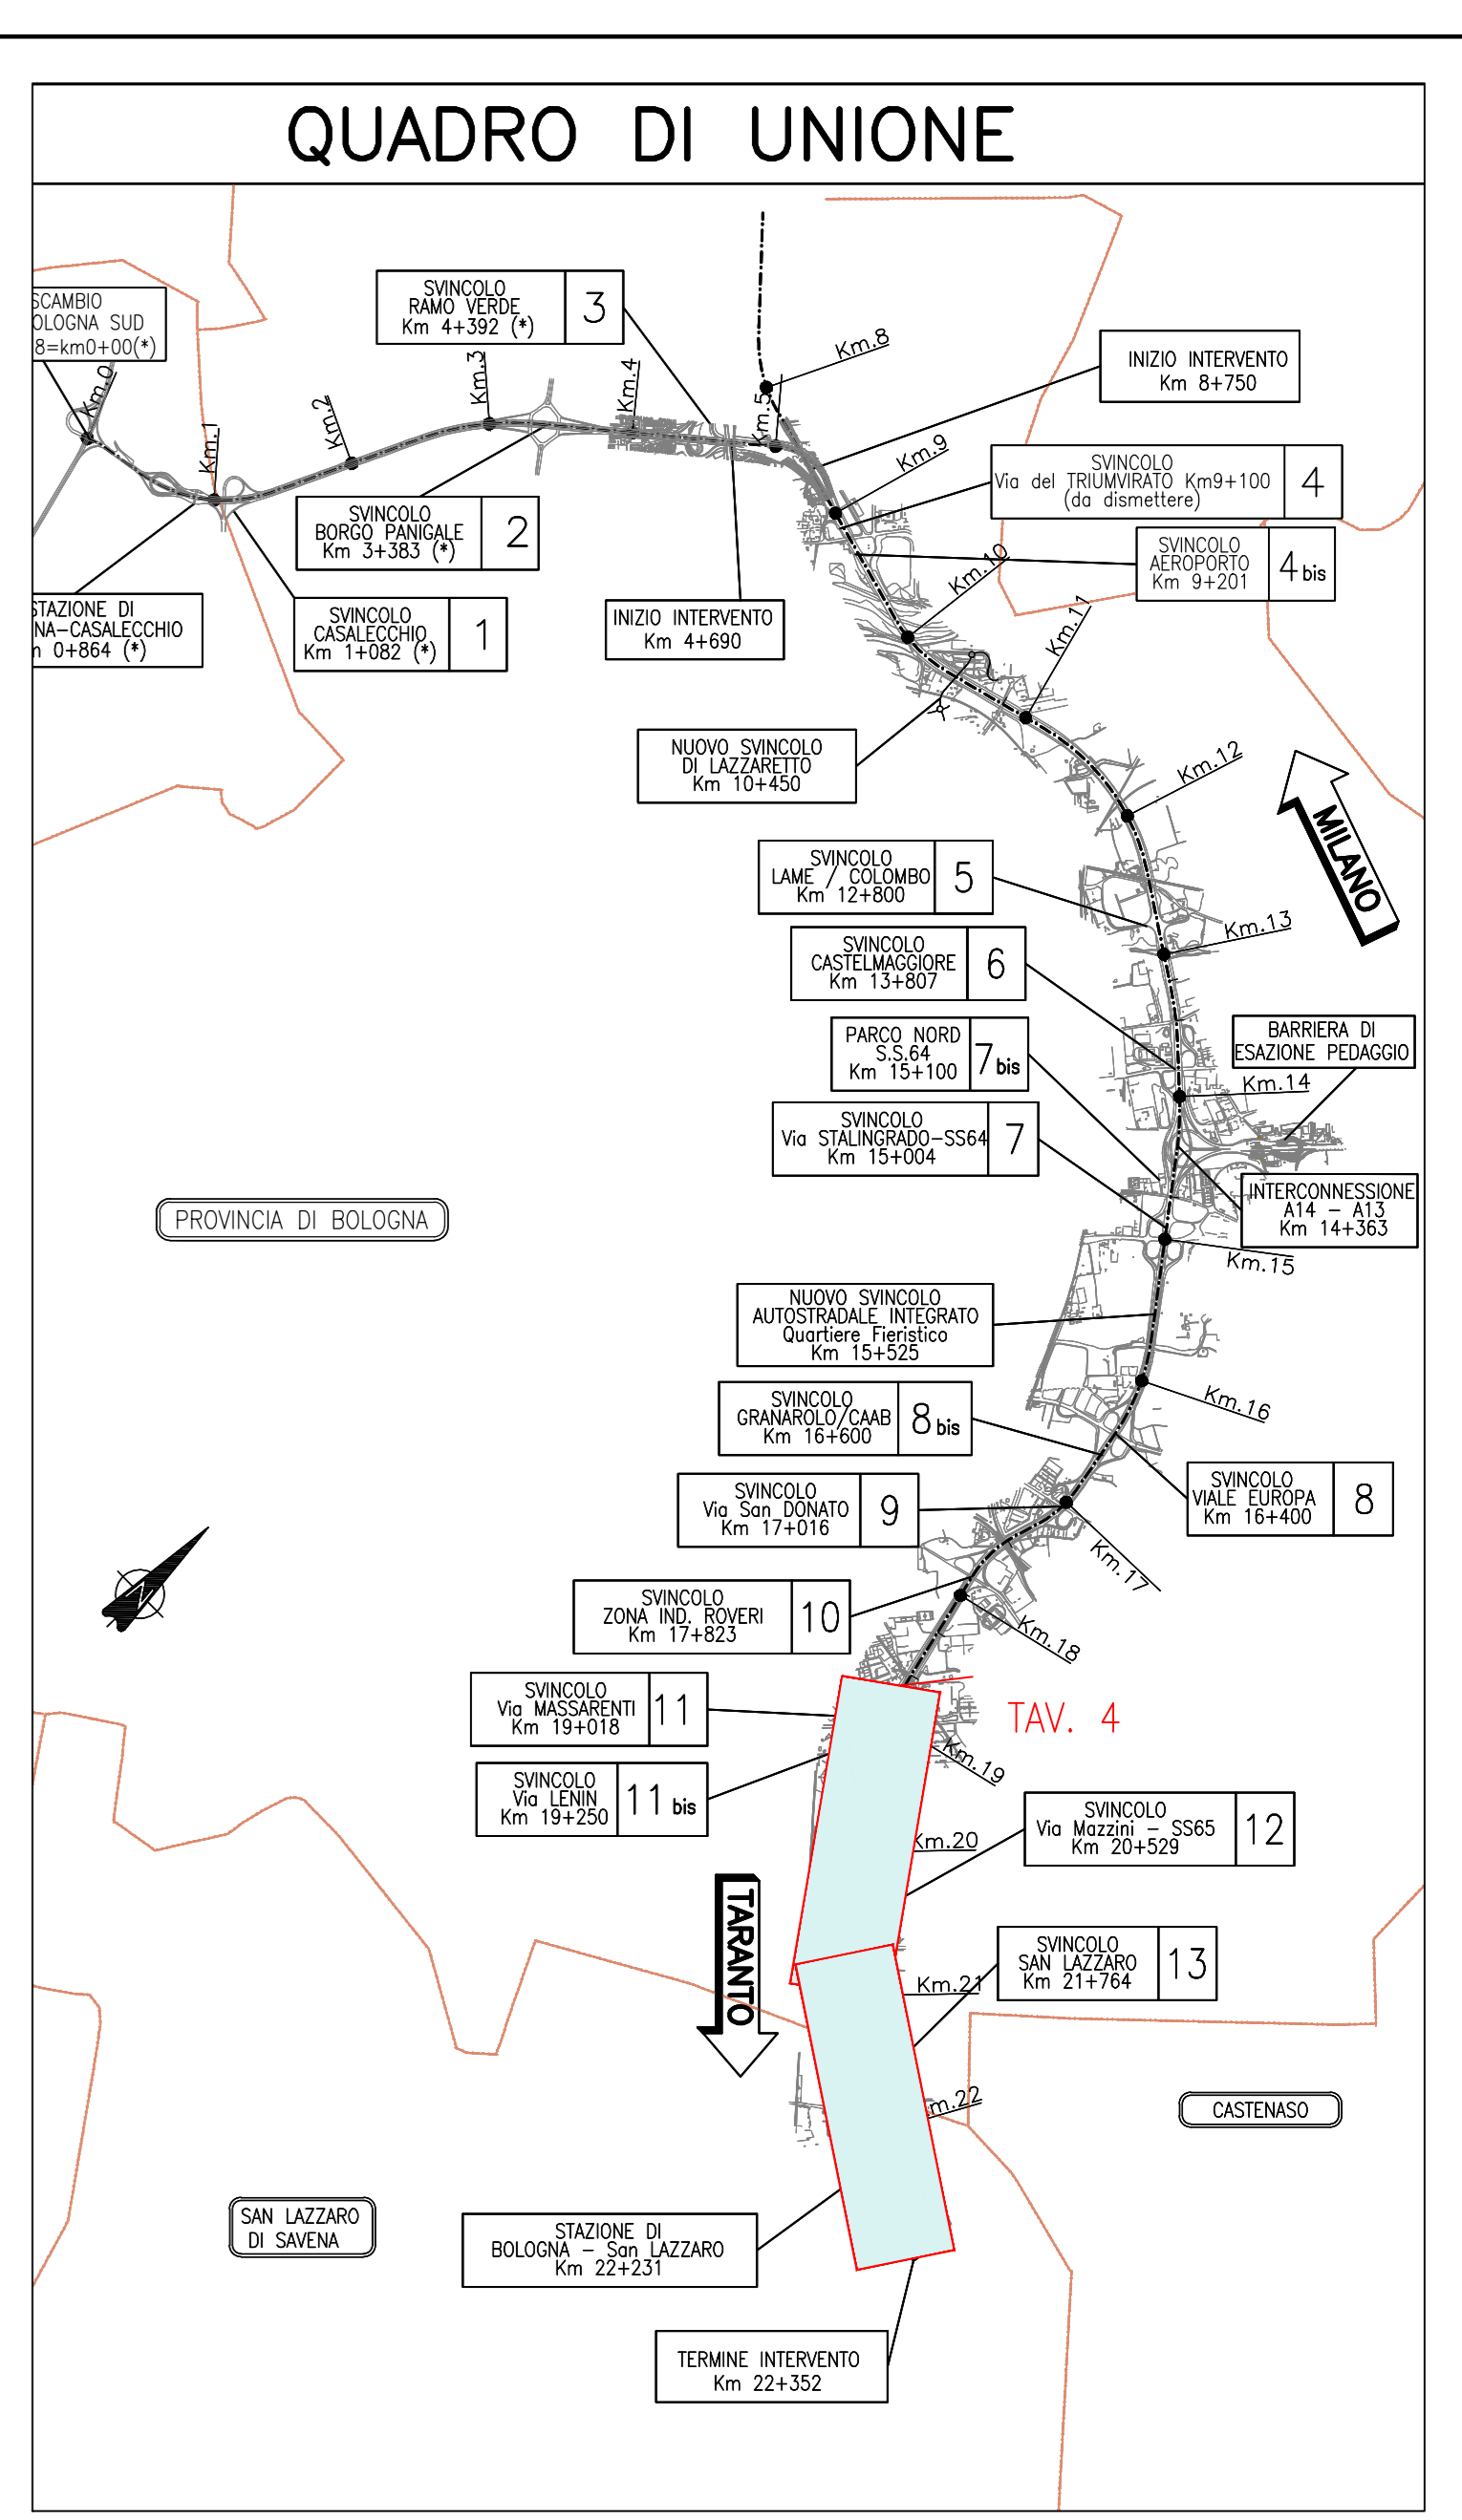 QUADRO DI UNIONE
SCAMBIO
OLOGNA SUD
8=km0+00(*)
SVINCOLO
RAMO VERDE
Km 4+392 (*)
3
INIZIO INTERVENTO
Km 8+750
Km.0
Km.1
Km.2
Km.3
Km.4
Km.5
Km.8
Km.9
SVINCOLO
Via del TRIUMVIRATO Km9+100
(da dismettere)
4
SVINCOLO
BORGO PANIGALE
Km 3+383 (*)
2
SVINCOLO
AEROPORTO
Km 9+201
4 bis
Km.10
STAZIONE DI
NA-CASALECCHIO
m 0+864 (*)
SVINCOLO
CASALECCHIO
Km 1+082 (*)
1
INIZIO INTERVENTO
Km 4+690
Km.11
NUOVO SVINCOLO
DI LAZZARETTO
Km 10+450
Km.12
MILANO
SVINCOLO
LAME / COLOMBO
Km 12+800
5
Km.13
SVINCOLO
CASTELMAGGIORE
Km 13+807
6
PARCO NORD
S.S.64
Km 15+100
7 bis
BARRIERA DI
ESAZIONE PEDAGGIO
Km.14
SVINCOLO
Via STALINGRADO-SS64
Km 15+004
7
INTERCONNESSIONE
A14 - A13
Km 14+363
PROVINCIA DI BOLOGNA
Km.15
NUOVO SVINCOLO
AUTOSTRADALE INTEGRATO
Quartiere Fieristico
Km 15+525
Km.16
SVINCOLO
GRANAROLO/CAAB
Km 16+600
8 bis
SVINCOLO
VIALE EUROPA
Km 16+400
8
SVINCOLO
Via San DONATO
Km 17+016
9
Km.17
N
SVINCOLO
ZONA IND. ROVERI
Km 17+823
10
Km.18
SVINCOLO
Via MASSARENTI
Km 19+018
11
TAV. 4
Km.19
SVINCOLO
Via LENIN
Km 19+250
11 bis
SVINCOLO
Via Mazzini - SS65
Km 20+529
12
Km.20
TARANTO
SVINCOLO
SAN LAZZARO
Km 21+764
13
Km.21
m.22
CASTENASO
SAN LAZZARO
DI SAVENA
STAZIONE DI
BOLOGNA - San LAZZARO
Km 22+231
TERMINE INTERVENTO
Km 22+352